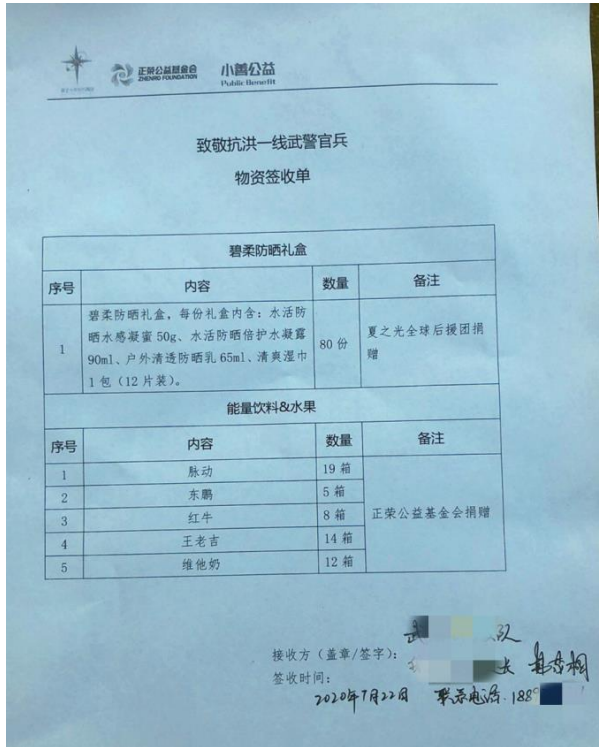 正荣公益基金会 小善公益
ZHENRO FOUNDATION Public Benefit
致敬抗洪一线武警官兵
物资签收单
碧柔防晒礼盒
序号 内容 数量 备注
1 碧柔防晒礼盒，每份礼盒内含：水活防
晒水感凝蜜 50g、水活防晒倍护水凝露
90ml、户外清透防晒乳 65ml、清爽湿巾
1 包（12 片装）。
80 份
夏之光全球后援团捐
赠
能量饮料&水果
序号 内容 数量 备注
1 脉动 19 箱
2 东鹏 5 箱
3 红牛 8 箱
4 王老吉 14 箱
5 维他奶 12 箱
正荣公益基金会捐赠
武 队
接收方（盖章/签字）：
签收时间：
2020年7月22日 联系电话：188